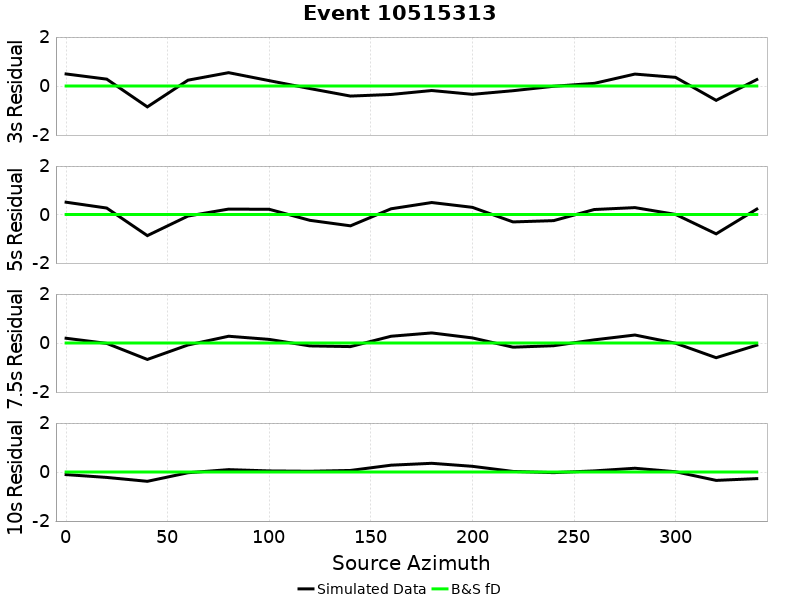 Event 10515313
2
0
-2
3s Residual
2
0
-2
5s Residual
2
0
-2
7.5s Residual
2
0
-2
10s Residual
0 50 100 150 200 250 300
Source Azimuth
Simulated Data B&S fD